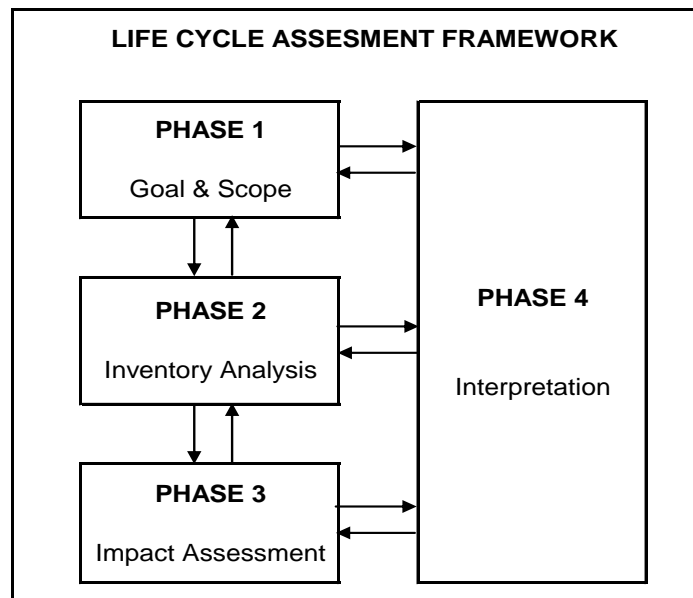 LIFE CYCLE ASSESMENT FRAMEWORK
PHASE 1
Goal & Scope
PHASE 2
Inventory Analysis
PHASE 3
Impact Assessment
PHASE 4
Interpretation